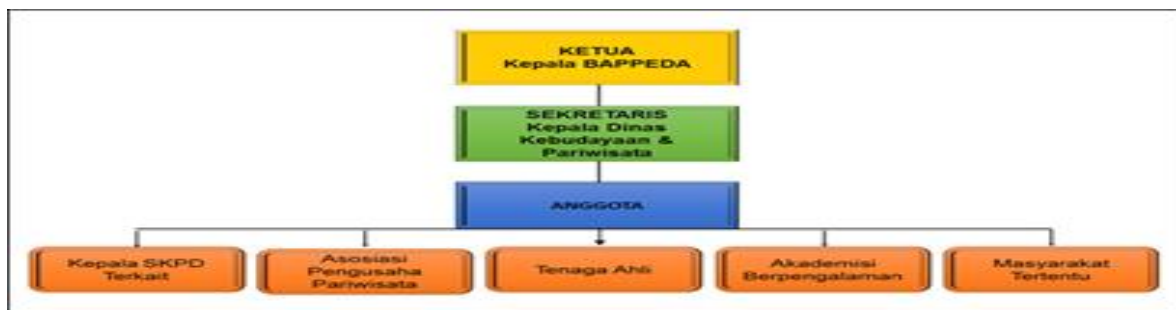 KETUA
Kepala BAPPEDA
SEKRETARIS
Kepala Dinas
Kebudayaan &
Pariwisata
ANGGOTA
Kepala SKPD
Terkait
Asosiasi
Pengusaha
Pariwisata
Tenaga Ahli
Akademisi
Berpengalaman
Masyarakat
Tertentu